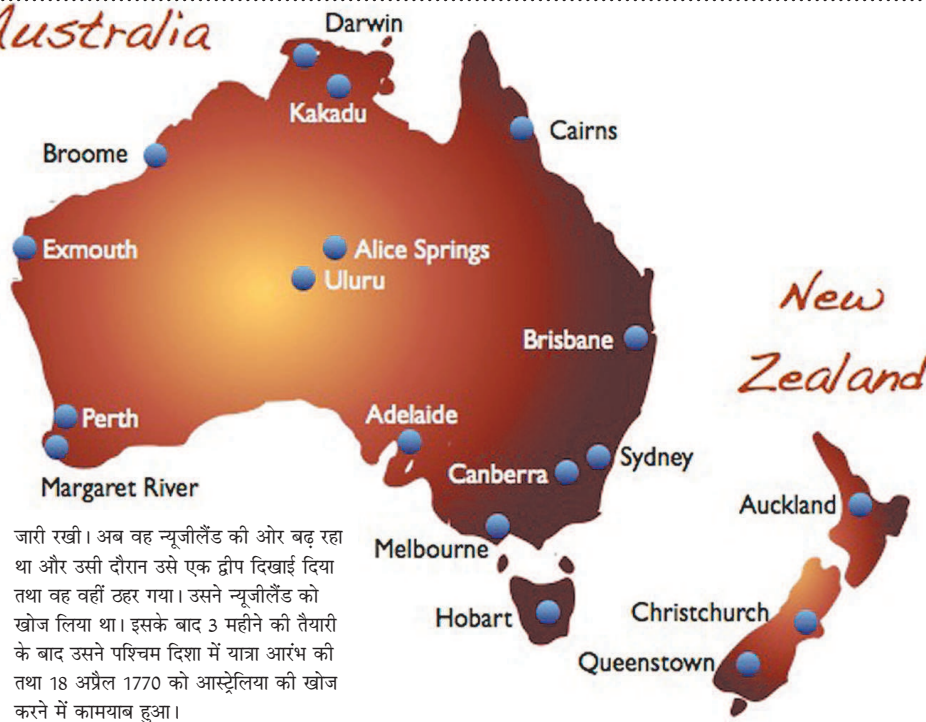 Australia
Darwin
Kakadu
Cairns
Broome
Exmouth
Alice Springs
Uluru
New
Zealand
Brisbane
Perth
Adelaide
Sydney
Canberra
Margaret River
Auckland
Melbourne
Hobart
Christchurch
Queenstown
जारी रखी। अब वह न्यूजीलैंड की ओर बढ़ रहा
था और उसी दौरान उसे एक द्वीप दिखाई दिया
तथा वह वहीं ठहर गया। उसने न्यूजीलैंड को
खोज लिया था। इसके बाद 3 महीने की तैयारी
के बाद उसने पश्चिम दिशा में यात्रा आरंभ की
तथा 18 अप्रैल 1770 को आस्ट्रेलिया की खोज
करने में कामयाब हुआ।